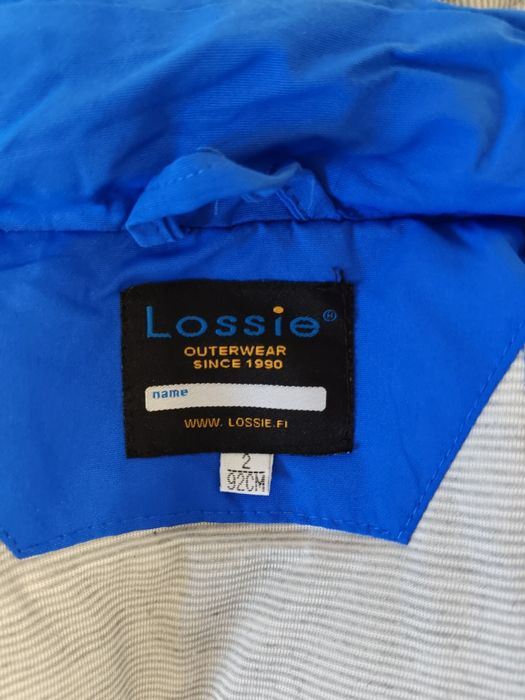 Lossie®
OUTERWEAR
SINCE 1990
name
WWW. LOSSIE.FI
2
92CM